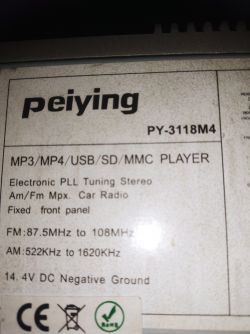 peiying
PY-3118M4
MP3/MP4/USB/SD/MMC PLAYER
Electronic PLL Tuning Stereo
Am/Fm Mpx. Car Radio
Fixed front panel
FM:87.5MHz to 108MHz
AM:522KHz to 1620KHz
14.4V DC Negative Ground
CE